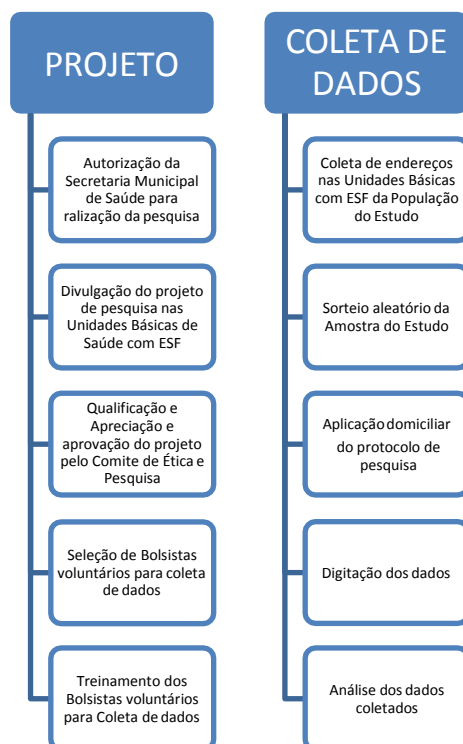 PROJETO
Autorização da
Secretaria Municipal
de Saúde para
ralização da pesquisa
Divulgação do projeto
de pesquisa nas
Unidades Básicas de
Saúde com ESF
Qualificação e
Apreciação e
aprovação do projeto
pelo Comite de Ética e
Pesquisa
Seleção de Bolsistas
voluntários para coleta
de dados
Treinamento dos
Bolsistas voluntários
para Coleta de dados
COLETA DE
DADOS
Coleta de endereços
nas Unidades Básicas
com ESF da População
do Estudo
Sorteio aleatório da
Amostra do Estudo
Aplicação domiciliar
do protocolo de
pesquisa
Digitação dos dados
Análise dos dados
coletados